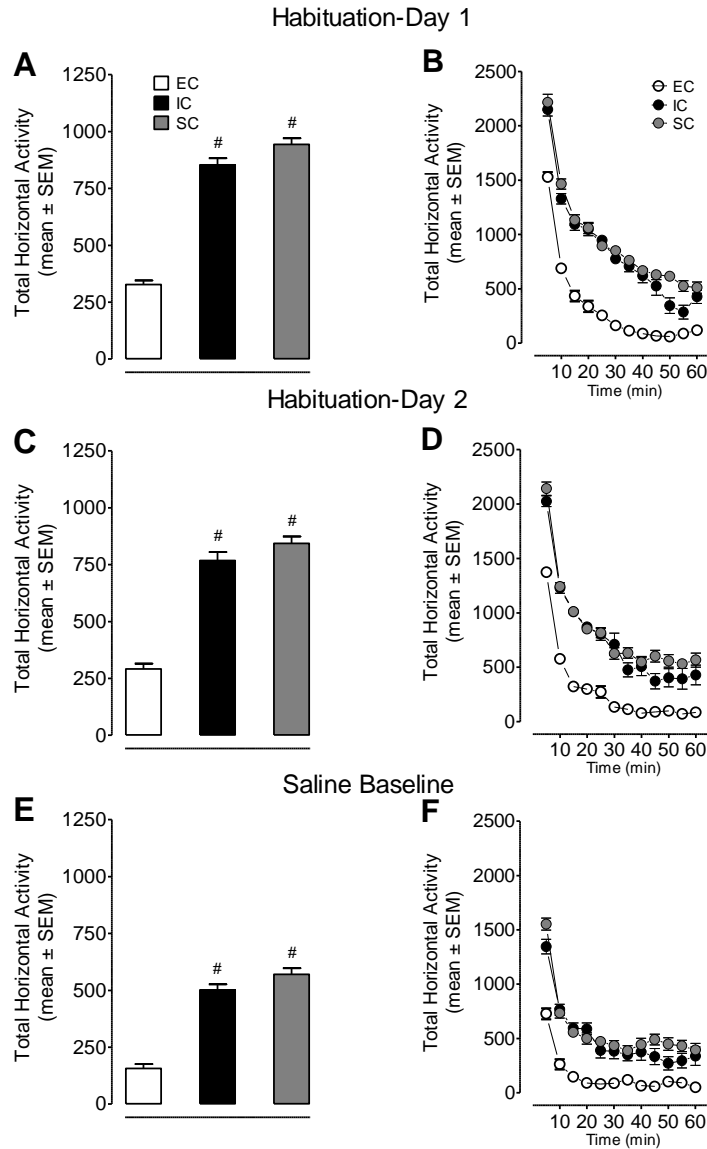 Habituation-Day 1
A
Total Horizontal Activity
(mean ± SEM)
1250
1000
750
500
250
0
EC
IC
SC
#
#
B
Total Horizontal Activity
(mean ± SEM)
2500
2000
1500
1000
500
0
EC
IC
SC
10 20 30 40 50 60
Time (min)
Habituation-Day 2
C
Total Horizontal Activity
(mean ± SEM)
1250
1000
750
500
250
0
#
#
D
Total Horizontal Activity
(mean ± SEM)
2500
2000
1500
1000
500
0
10 20 30 40 50 60
Time (min)
Saline Baseline
E
Total Horizontal Activity
(mean ± SEM)
1250
1000
750
500
250
0
#
#
F
Total Horizontal Activity
(mean ± SEM)
2500
2000
1500
1000
500
0
10 20 30 40 50 60
Time (min)